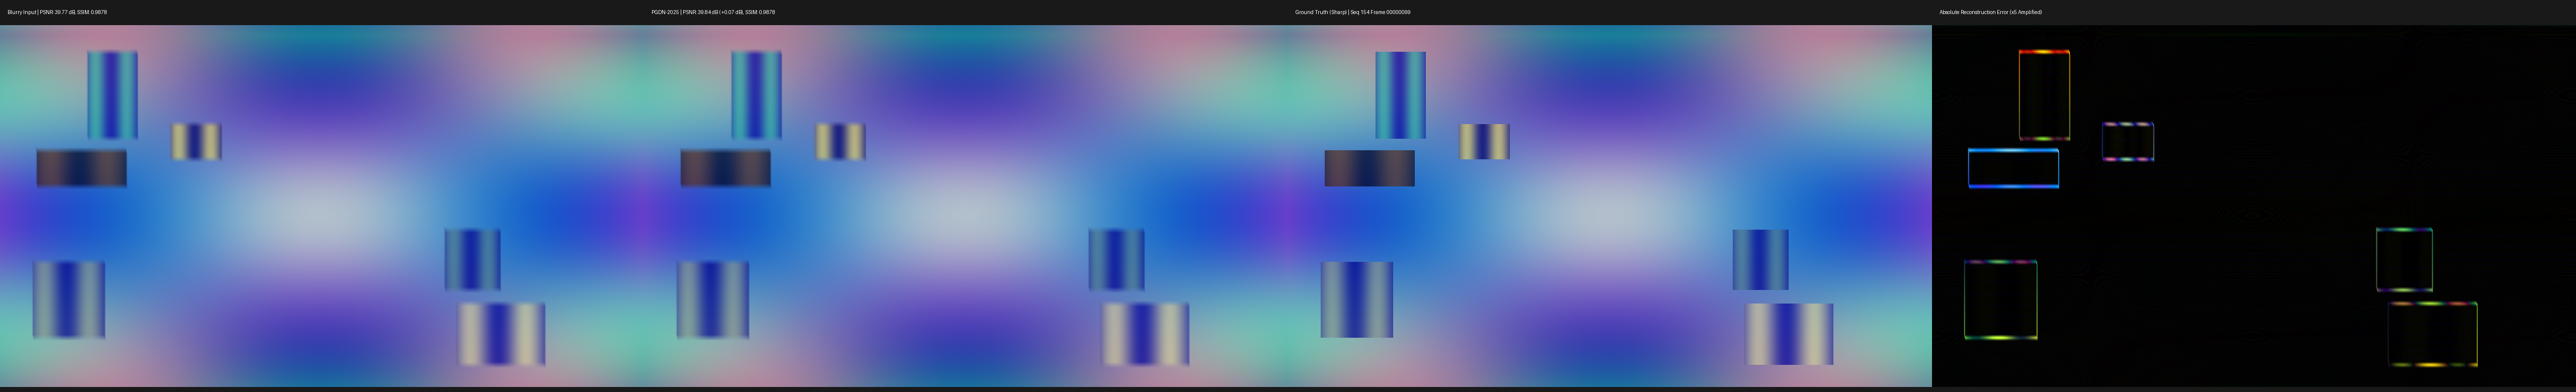 Blurry Input | PSNR: 39.77 dB, SSIM: 0.9878
PGDN-2025 | PSNR: 39.84 dB (+0.07 dB), SSIM: 0.9878
Ground Truth (Sharp) | Seq 154 Frame 00000099
Absolute Reconstruction Error (x5 Amplified)